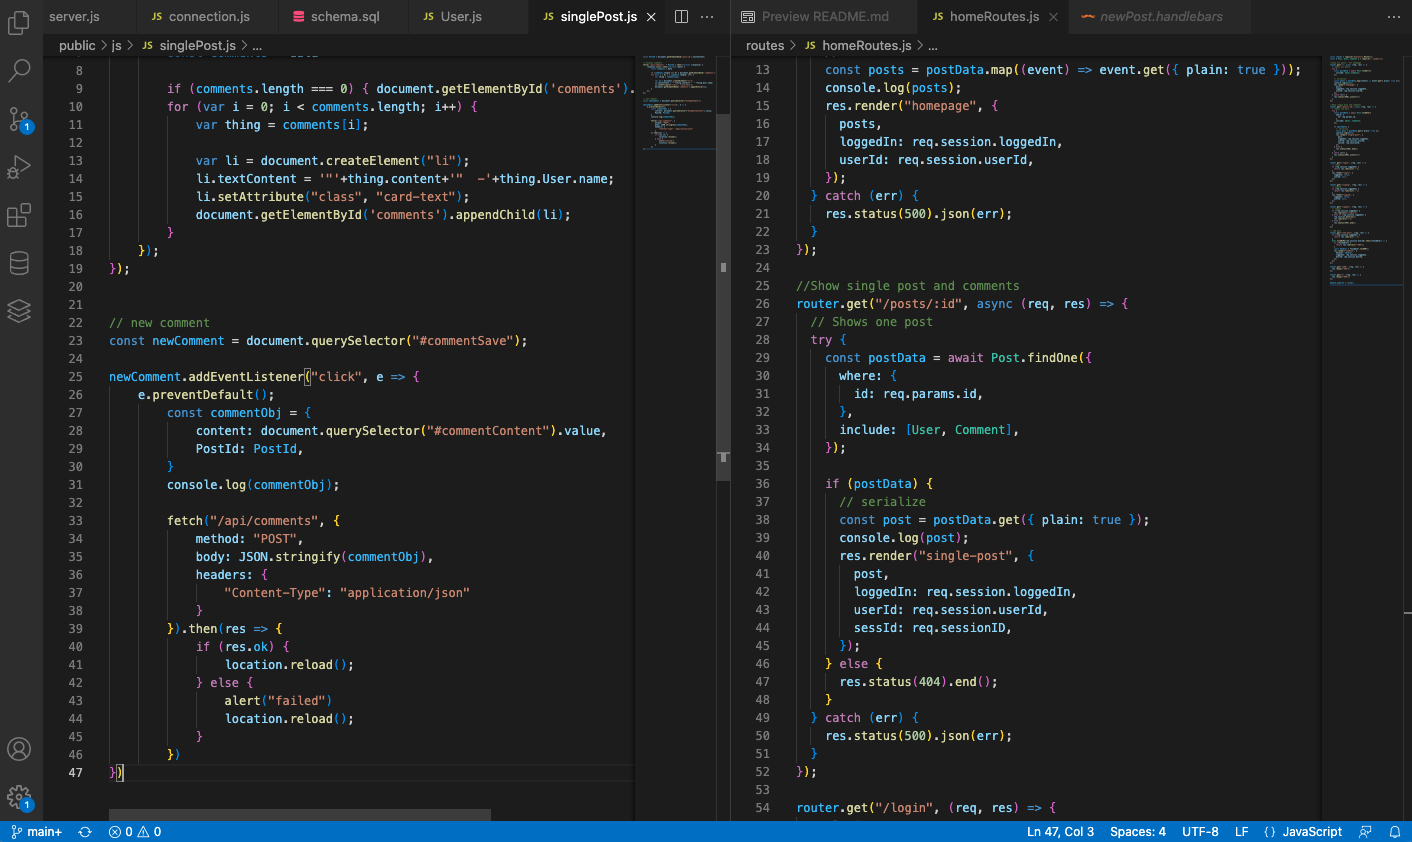 server.js
JS connection.js
schema.sql
JS User.js
JS singlePost.js
Preview README.md
JS homeRoutes.js
newPost.handlebars
public > js > JS singlePost.js > ...
8
9 if (comments.length === 0) { document.getElementById('comments').
10 for (var i = 0; i < comments.length; i++) {
11 var thing = comments[i];
12
13 var li = document.createElement("li");
14 li.textContent = '"'+thing.content+'"  -'+thing.User.name;
15 li.setAttribute("class", "card-text");
16 document.getElementById('comments').appendChild(li);
17 }
18 });
19 });
20
21
22 // new comment
23 const newComment = document.querySelector("#commentSave");
24
25 newComment.addEventListener("click", e => {
26 e.preventDefault();
27 const commentObj = {
28 content: document.querySelector("#commentContent").value,
29 PostId: PostId,
30 }
31 console.log(commentObj);
32
33 fetch("/api/comments", {
34 method: "POST",
35 body: JSON.stringify(commentObj),
36 headers: {
37 "Content-Type": "application/json"
38 }
39 }).then(res => {
40 if (res.ok) {
41 location.reload();
42 } else {
43 alert("failed")
44 location.reload();
45 }
46 })
47 })
routes > JS homeRoutes.js > ...
13 const posts = postData.map((event) => event.get({ plain: true }));
14 console.log(posts);
15 res.render("homepage", {
16 posts,
17 loggedIn: req.session.loggedIn,
18 userId: req.session.userId,
19 });
20 } catch (err) {
21 res.status(500).json(err);
22 }
23 });
24
25 //Show single post and comments
26 router.get("/posts/:id", async (req, res) => {
27 // Shows one post
28 try {
29 const postData = await Post.findOne({
30 where: {
31 id: req.params.id,
32 },
33 include: [User, Comment],
34 });
35
36 if (postData) {
37 // serialize
38 const post = postData.get({ plain: true });
39 console.log(post);
40 res.render("single-post", {
41 post,
42 loggedIn: req.session.loggedIn,
43 userId: req.session.userId,
44 sessId: req.sessionID,
45 });
46 } else {
47 res.status(404).end();
48 }
49 } catch (err) {
50 res.status(500).json(err);
51 }
52 });
53
54 router.get("/login", (req, res) => {
1
1
main+
0 0
Ln 47, Col 3
Spaces: 4
UTF-8
LF
{ } JavaScript